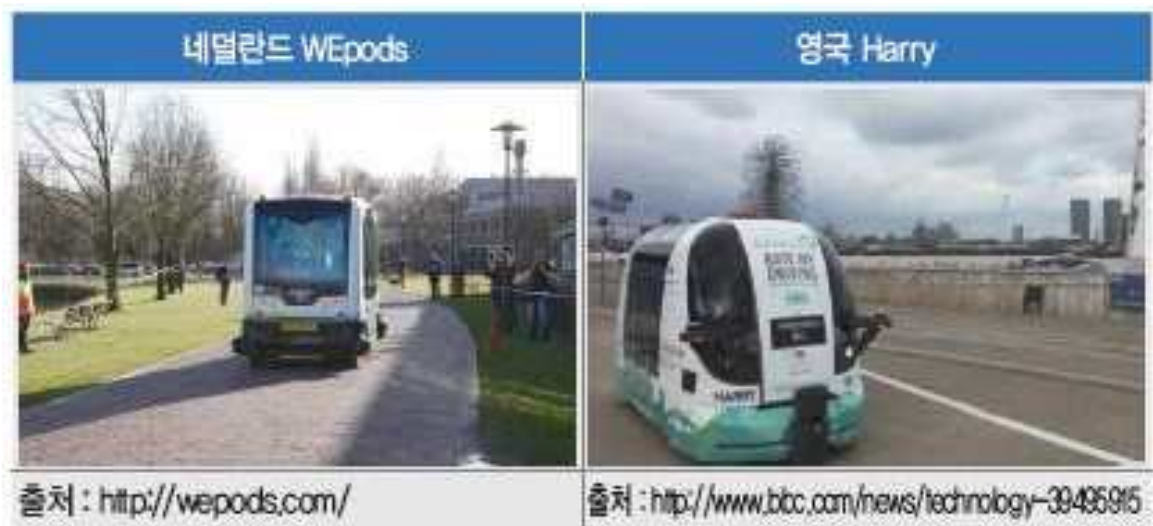 네덜란드 WEpods
영국 Harry
HARRY
출처 : http://wepods.com/
출처 : http://www.bbc.com/news/technology-39495915